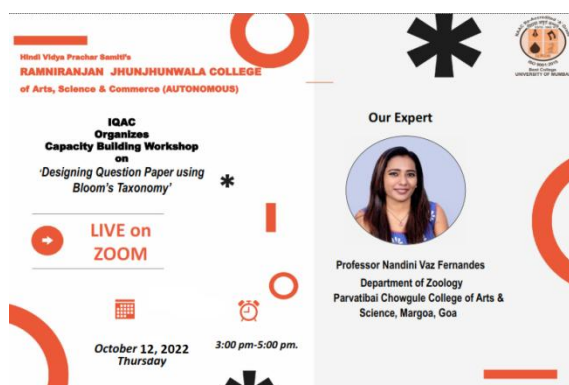 Hindi Vidya Prachar Samiti's
RAMNIRANJAN JHUNJHUNWALA COLLEGE
of Arts, Science & Commerce (AUTONOMOUS)
IQAC
Organizes
Capacity Building Workshop
on
'Designing Question Paper using
Bloom's Taxonomy'
LIVE on
ZOOM
October 12, 2022
Thursday
3:00 pm-5:00 pm.
Best College
UNIVERSITY OF MUMBAI
Our Expert
Professor Nandini Vaz Fernandes
Department of Zoology
Parvatibai Chowgule College of Arts &
Science, Margoa, Goa